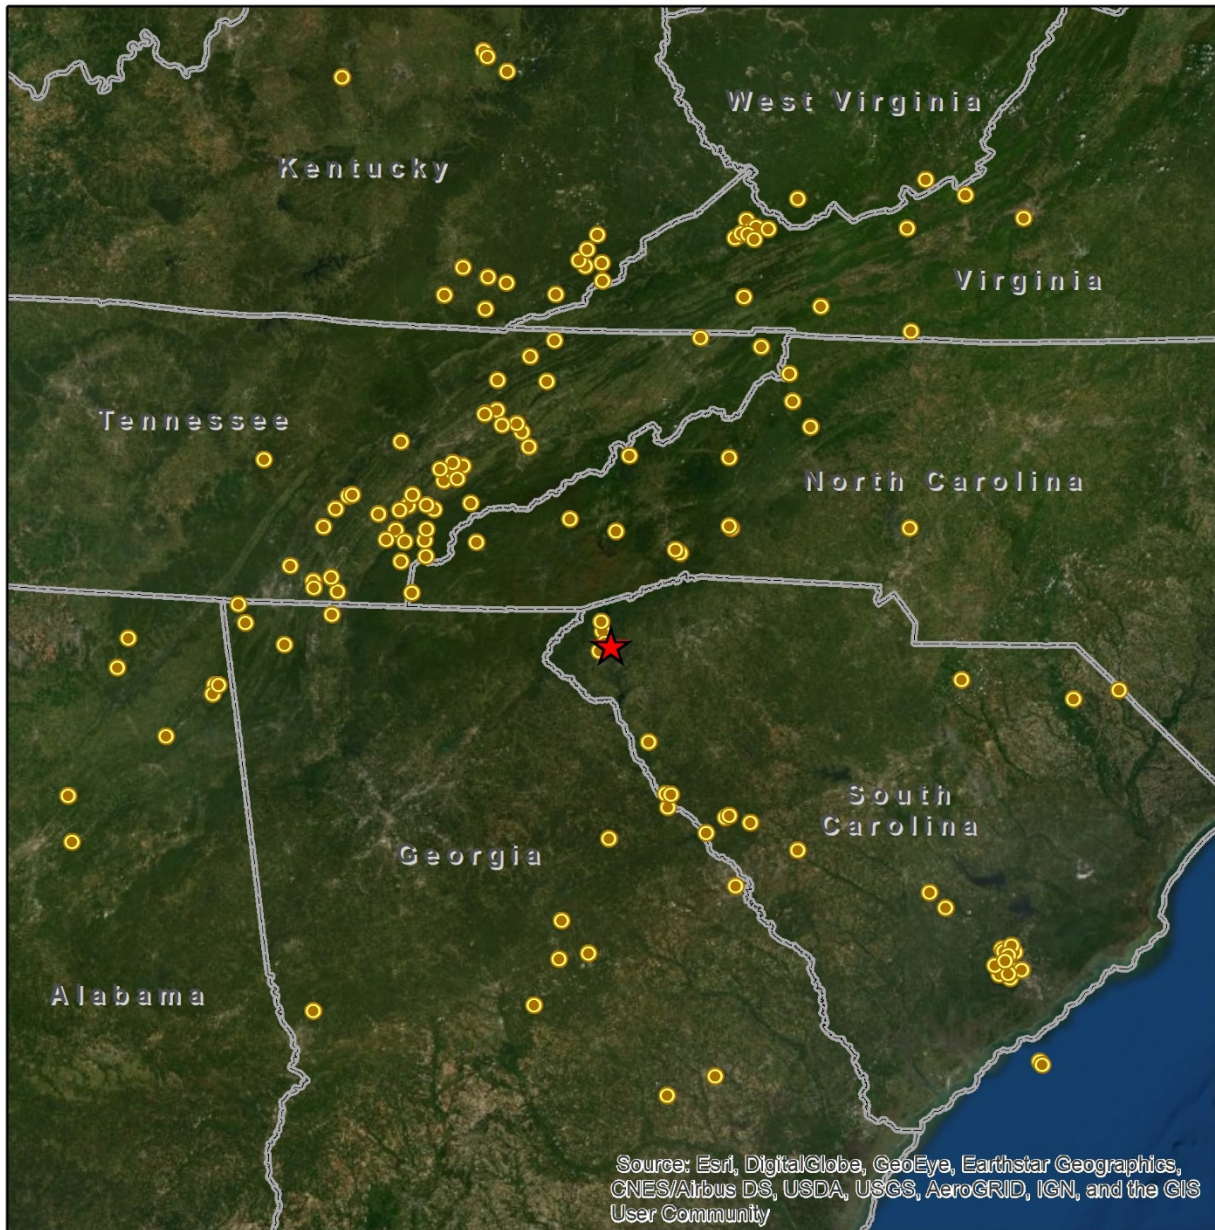 West Virginia
Kentucky
Virginia
Tennessee
North Carolina
South
Carolina
Georgia
Alabama
Source: Esri, DigitalGlobe, GeoEye, Earthstar Geographics,
CNES/Airbus DS, USDA, USGS, AeroGRID, IGN, and the GIS
User Community